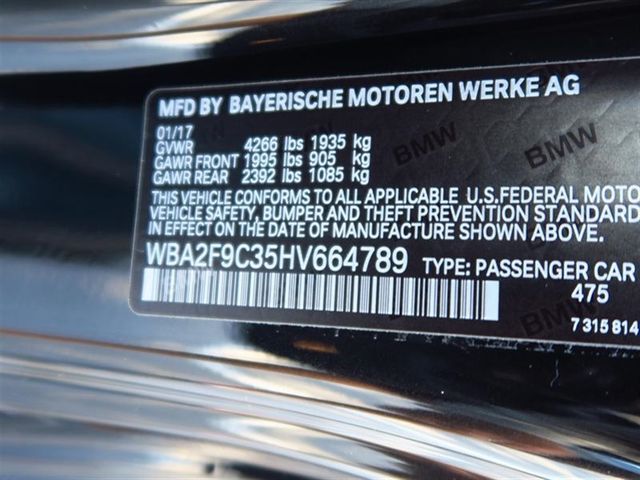 MFD BY BAYERISCHE MOTOREN WERKE AG
01/17
GVWR 4266 lbs 1935 kg
GAWR FRONT 1995 lbs 905 kg
GAWR REAR 2392 lbs 1085 kg
THIS VEHICLE CONFORMS TO ALL APPLICABLE U.S.FEDERAL MOTO
VEHICLE SAFETY, BUMPER AND THEFT PREVENTION STANDARD
IN EFFECT ON THE DATE OF MANUFACTURE SHOWN ABOVE.
WBA2F9C35HV664789 TYPE: PASSENGER CAR
475
7 315 814
BMW
BMW
BMW